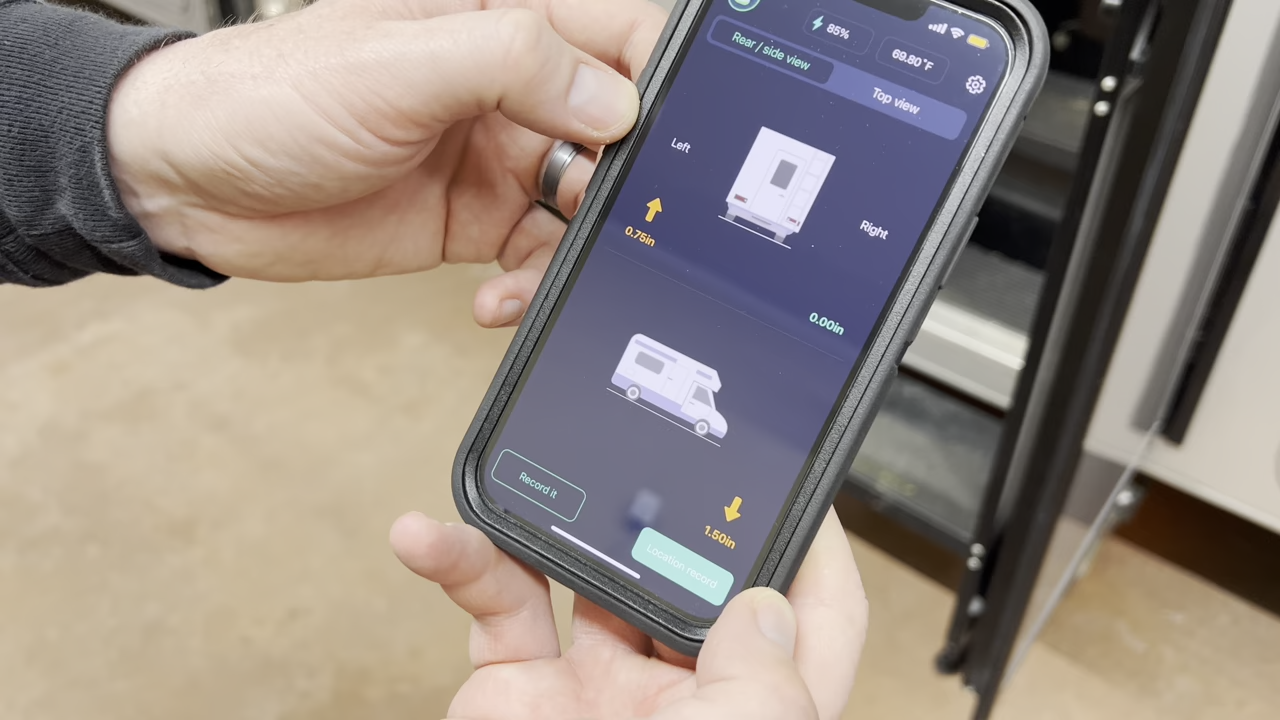 85%
69.80°F
Rear / side view
Top view
Left
Right
0.75in
0.00in
Record it
1.50in
Location record